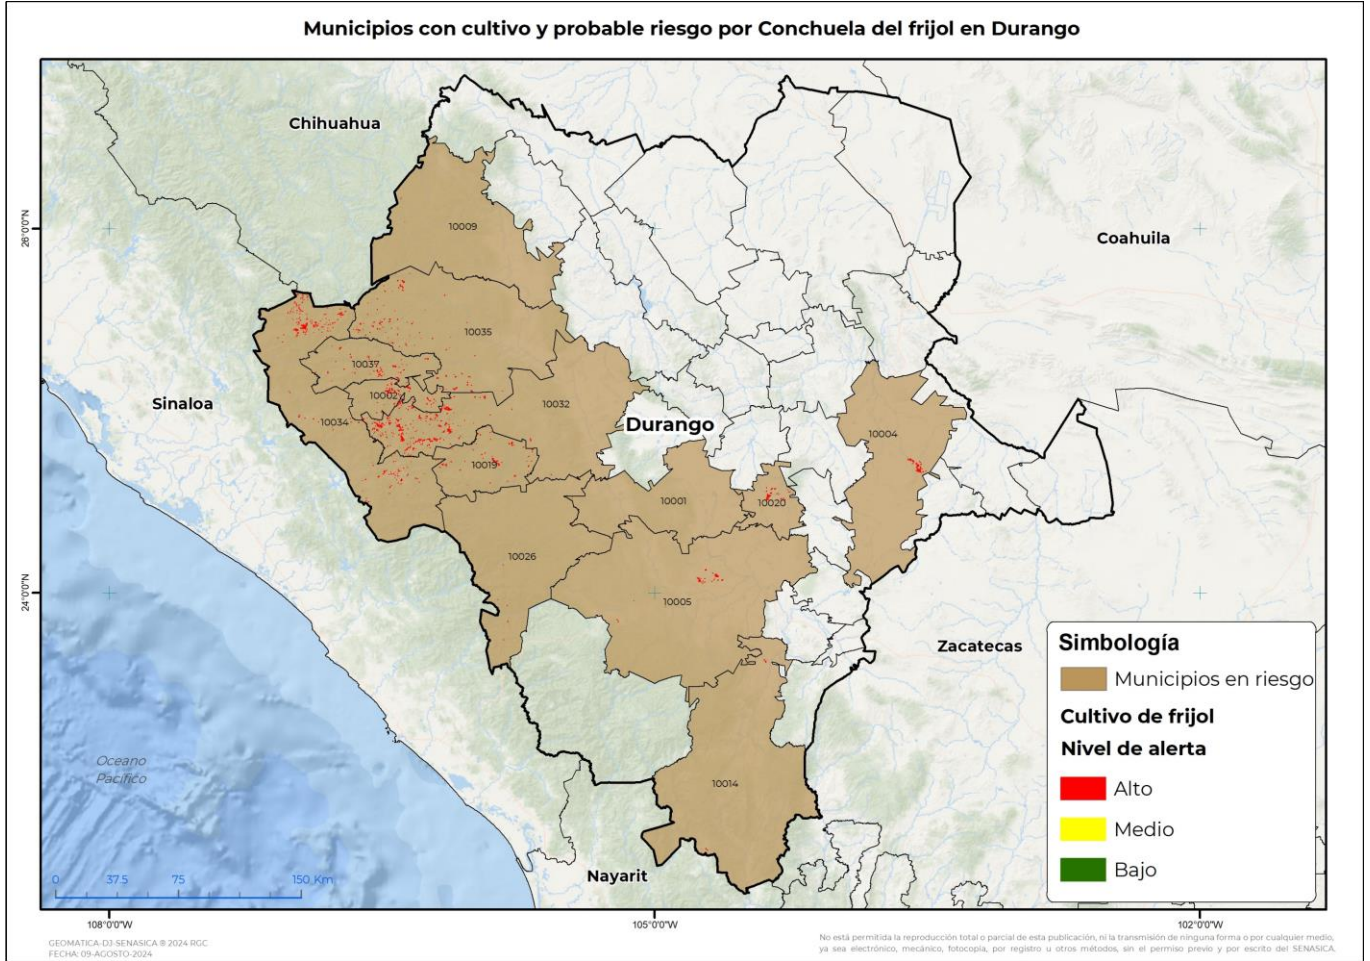 Municipios con cultivo y probable riesgo por Conchuela del frijol en Durango
Chihuahua
10009
26°0'0"N
Coahuila
10035
10037
10002
Sinaloa
10032
10034
Durango
10004
10019
10001
10020
10026
24°0'0"N
10005
Zacatecas
Simbología
Municipios en riesgo
Cultivo de frijol
Nivel de alerta
Alto
Medio
Bajo
Oceano
Pacífico
10014
Nayarit
0 37.5 75 150 Km
108°0'0"W
105°0'0"W
102°0'0"W
GEOMATICA-DJ-SENASICA ® 2024 RGC
FECHA: 09-AGOSTO-2024
No está permitida la reproducción total o parcial de esta publicación, ni la transmisión de ninguna forma o por cualquier medio,
ya sea electrónico, mecánico, fotocopia, por registro u otros métodos, sin el permiso previo y por escrito del SENASICA.